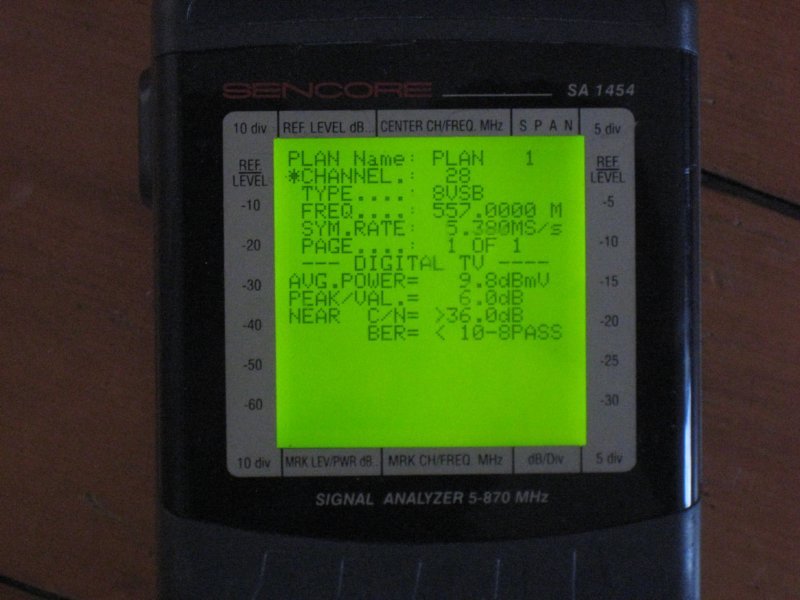 SENCORE SA 1454
10 div REF. LEVEL dB... CENTER CH/FREQ. MHz S P A N 5 div
REF.
LEVEL
-10
-20
-30
-40
-50
-60
PLAN Name: PLAN 1
*CHANNEL.: 28
TYPE....: 8VSB
FREQ....: 557.0000 M
SYM.RATE: 5.380MS/s
PAGE....: 1 OF 1
--- DIGITAL TV ----
AVG.POWER= 9.8dBmV
PEAK/VAL.= 6.0dB
NEAR C/N= >36.0dB
BER= < 10-8PASS
REF.
LEVEL
-5
-10
-15
-20
-25
-30
10 div MRK LEV/PWR dB... MRK CH/FREQ. MHz dB/Div 5 div
SIGNAL ANALYZER 5-870 MHz